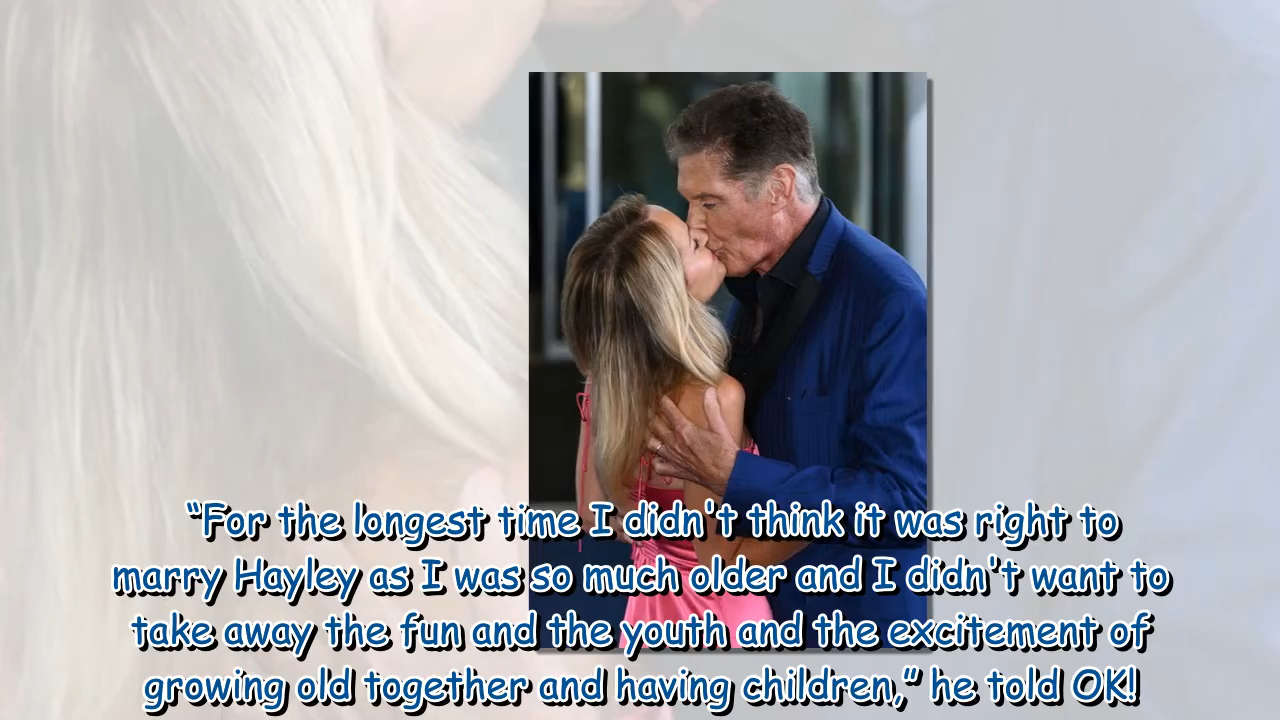 “For the longest time I didn't think it was right to
marry Hayley as I was so much older and I didn't want to
take away the fun and the youth and the excitement of
growing old together and having children,” he told OK!